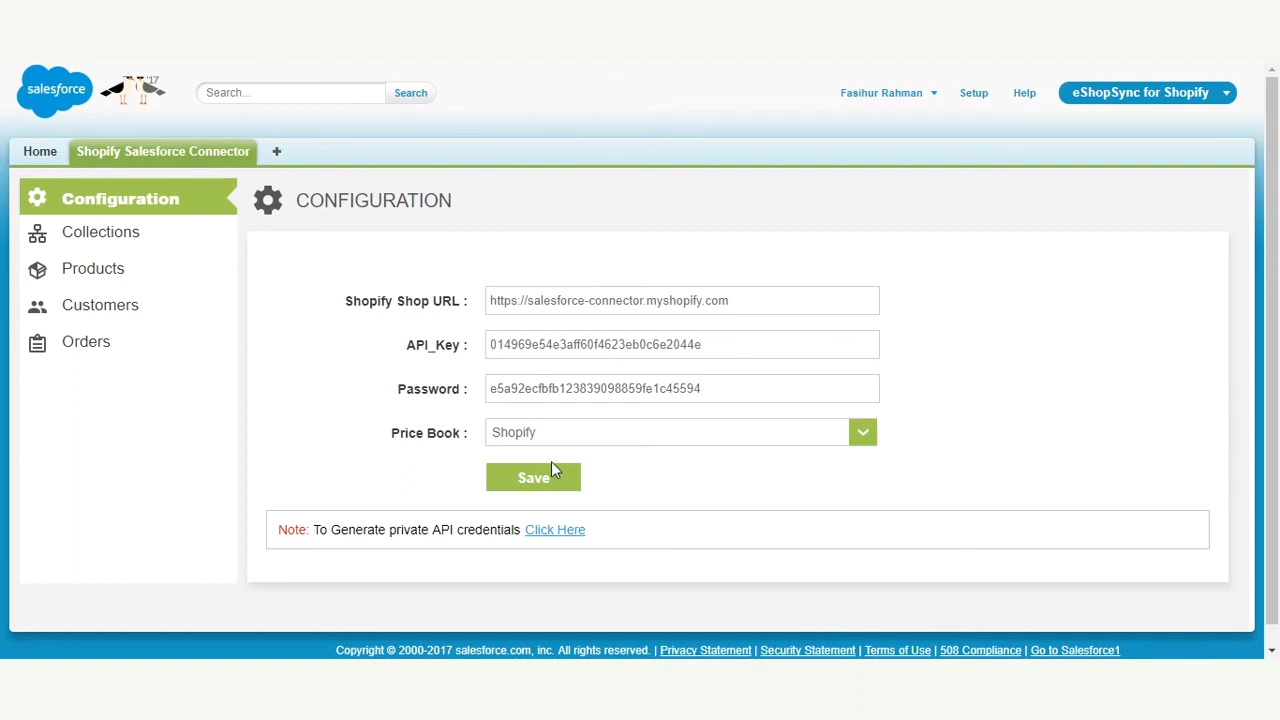 salesforce
'17
Search...
Search
Fasihur Rahman
Setup
Help
eShopSync for Shopify
Home
Shopify Salesforce Connector
+
Configuration
Collections
Products
Customers
Orders
CONFIGURATION
Shopify Shop URL : https://salesforce-connector.myshopify.com
API_Key : 014969e54e3aff60f4623eb0c6e2044e
Password : e5a92ecfbfb123839098859fe1c45594
Price Book : Shopify
Save
Note: To Generate private API credentials Click Here
Copyright © 2000-2017 salesforce.com, inc. All rights reserved. | Privacy Statement | Security Statement | Terms of Use | 508 Compliance | Go to Salesforce1